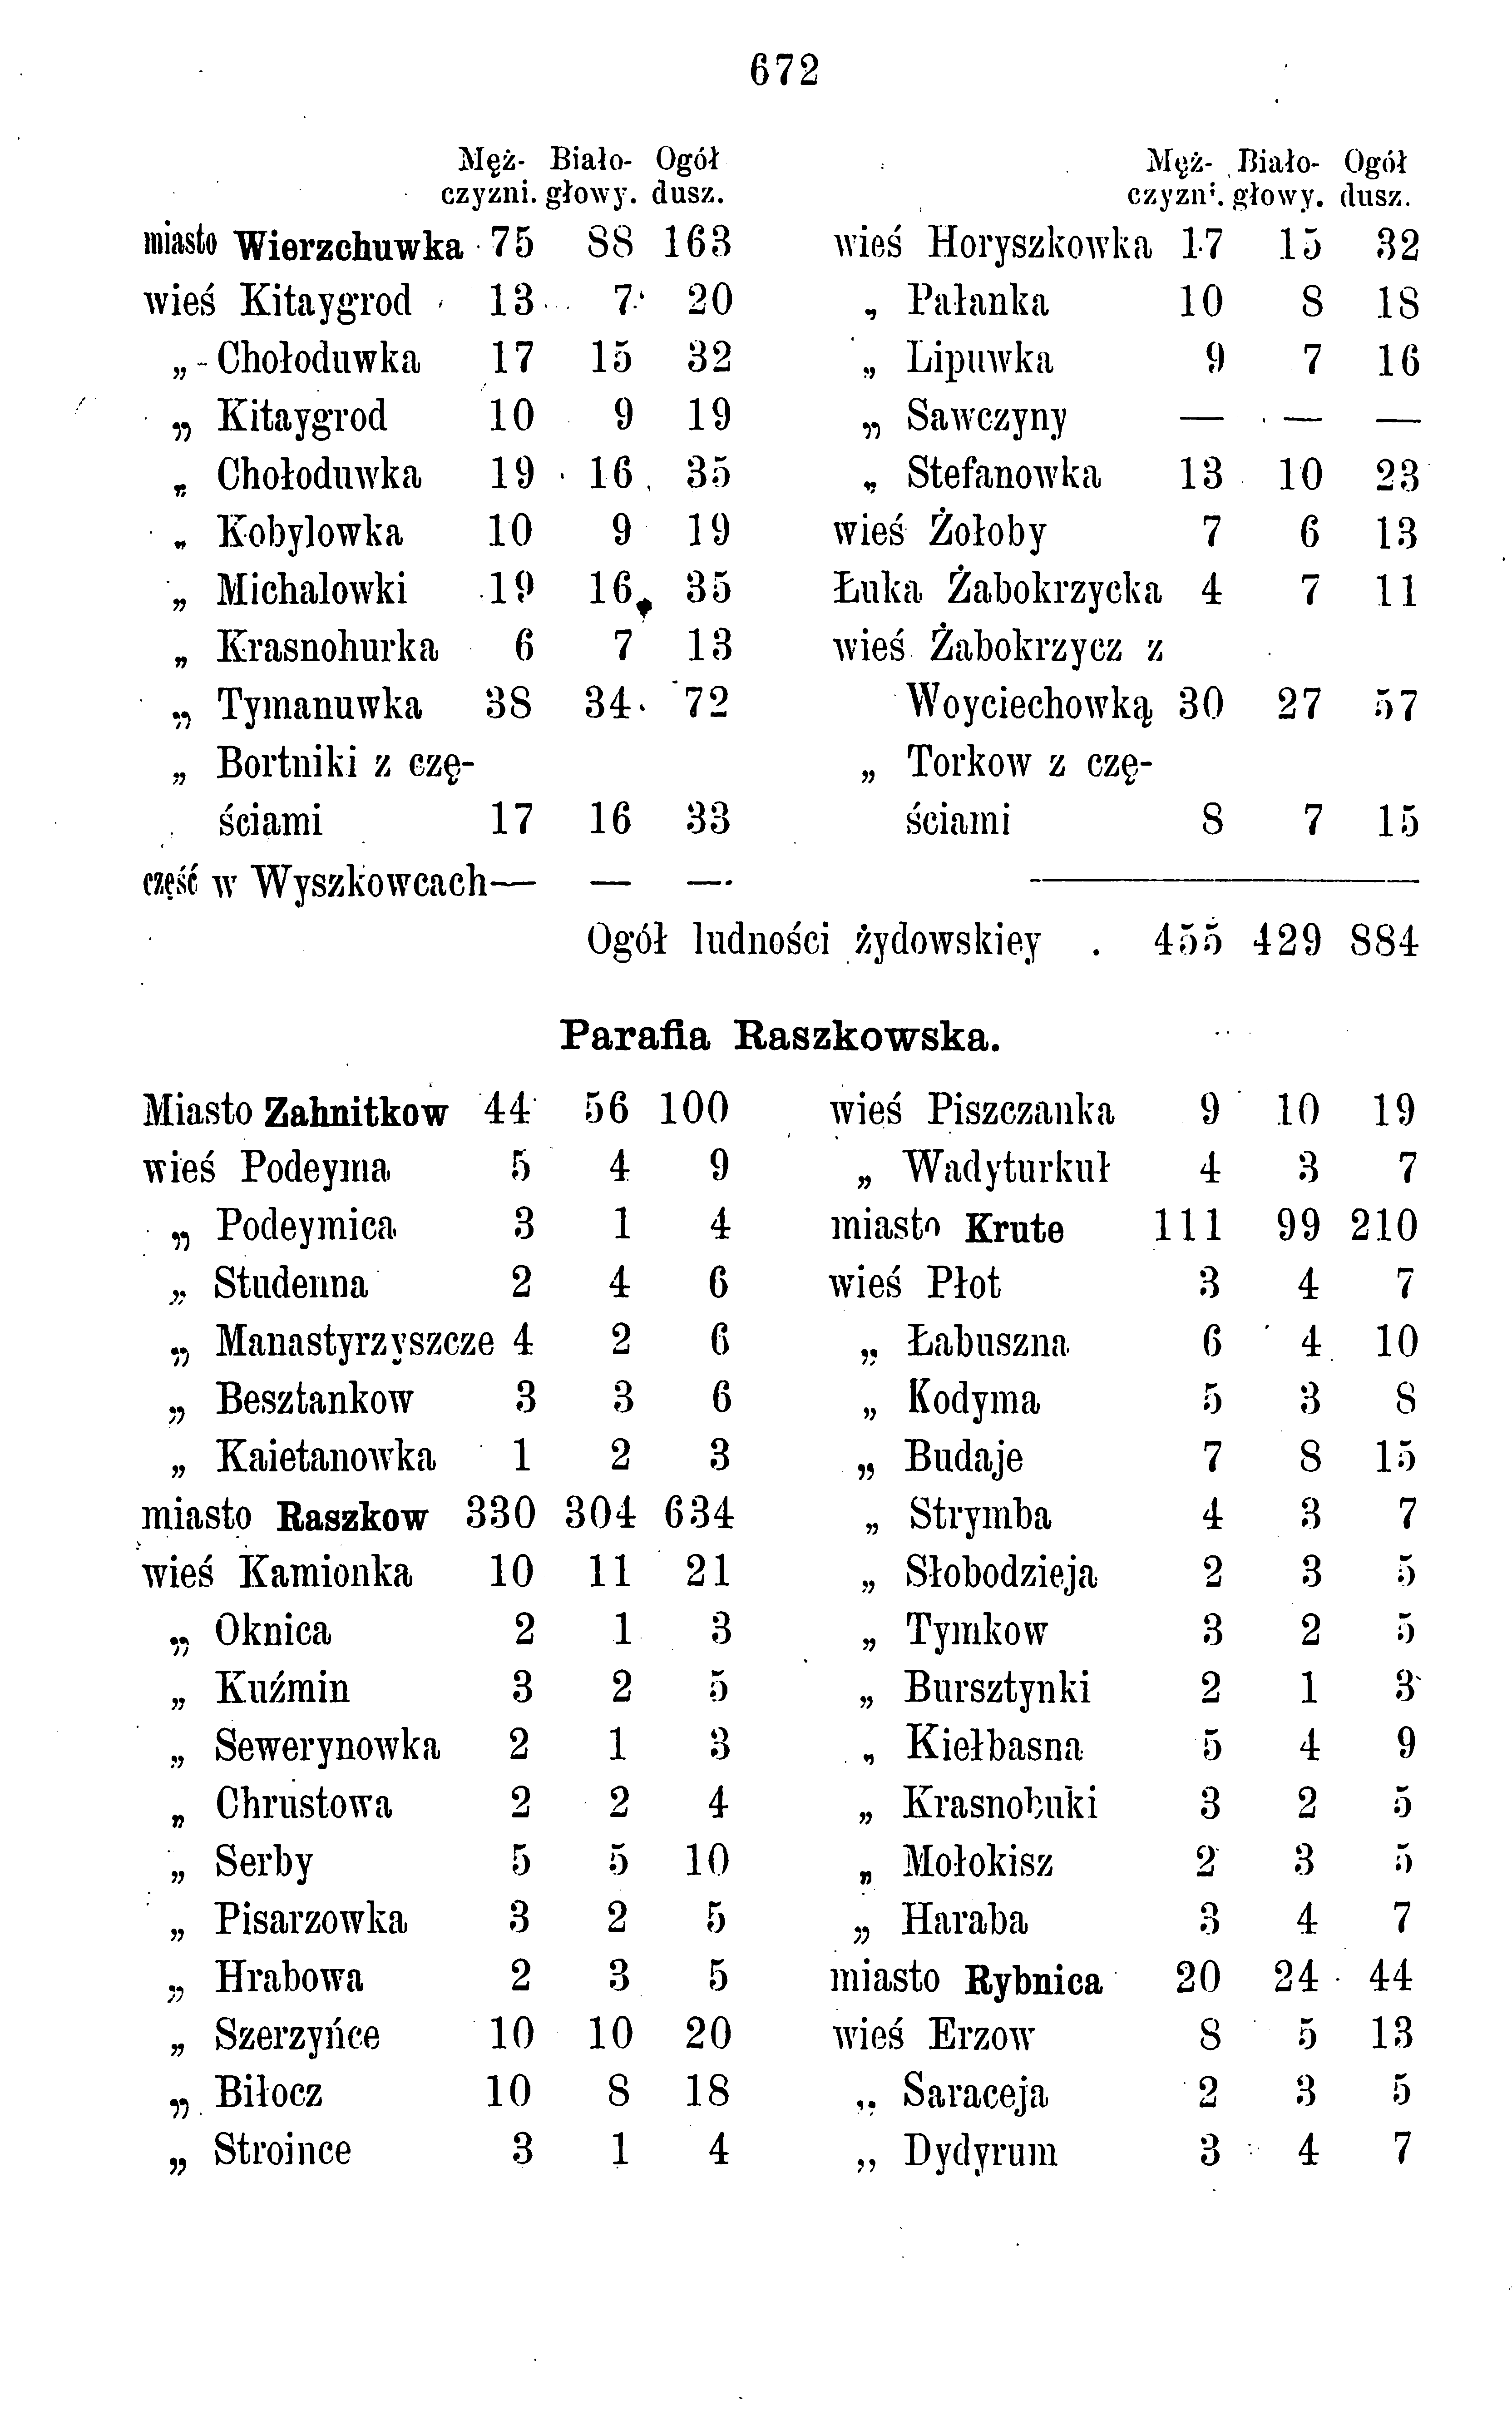 672
Męż- Biało- Ogół
czyzni. głowy. dusz.
miasto Wierzchuwka 75 88 163
wieś Kitaygrod 13 7 20
„ Chołoduwka 17 15 32
„ Kitaygrod 10 9 19
„ Chołoduwka 19 16 35
„ Kobylowka 10 9 19
„ Michalowki 19 16 35
„ Krasnohurka 6 7 13
„ Tymanuwka 38 34 72
„ Bortniki z czę-
ściami 17 16 33
część w Wyszkowcach — — —
Męż- Biało- Ogół
czyzni. głowy. dusz.
wieś Horyszkowka 17 15 32
„ Pałanka 10 8 18
„ Lipuwka 9 7 16
„ Sawczyny — — —
„ Stefanowka 13 10 23
wieś Żołoby 7 6 13
Łuka Żabokrzycka 4 7 11
wieś Żabokrzycz z
Woyciechowką 30 27 57
„ Torkow z czę-
ściami 8 7 15
Ogół ludności żydowskiey . 455 429 884
Parafia Raszkowska.
Miasto Zahnitkow 44 56 100
wieś Podeyma 5 4 9
„ Podeymica 3 1 4
„ Studenna 2 4 6
„ Manastyrzyszcze 4 2 6
„ Besztankow 3 3 6
„ Kaietanowka 1 2 3
miasto Raszkow 330 304 634
wieś Kamionka 10 11 21
„ Oknica 2 1 3
„ Kuźmin 3 2 5
„ Sewerynowka 2 1 3
„ Chrustowa 2 2 4
„ Serby 5 5 10
„ Pisarzowka 3 2 5
„ Hrabowa 2 3 5
„ Szerzyńce 10 10 20
„ Biłocz 10 8 18
„ Stroince 3 1 4
wieś Piszczanka 9 10 19
„ Wadyturkuł 4 3 7
miasto Krute 111 99 210
wieś Płot 3 4 7
„ Łabuszna 6 4 10
„ Kodyma 5 3 8
„ Budaje 7 8 15
„ Strymba 4 3 7
„ Słobodzieja 2 3 5
„ Tymkow 3 2 5
„ Bursztynki 2 1 3
„ Kiełbasna 5 4 9
„ Krasnobuki 3 2 5
„ Mołokisz 2 3 5
„ Haraba 3 4 7
miasto Rybnica 20 24 44
wieś Erzow 8 5 13
„ Saraceja 2 3 5
„ Dydyrum 3 4 7